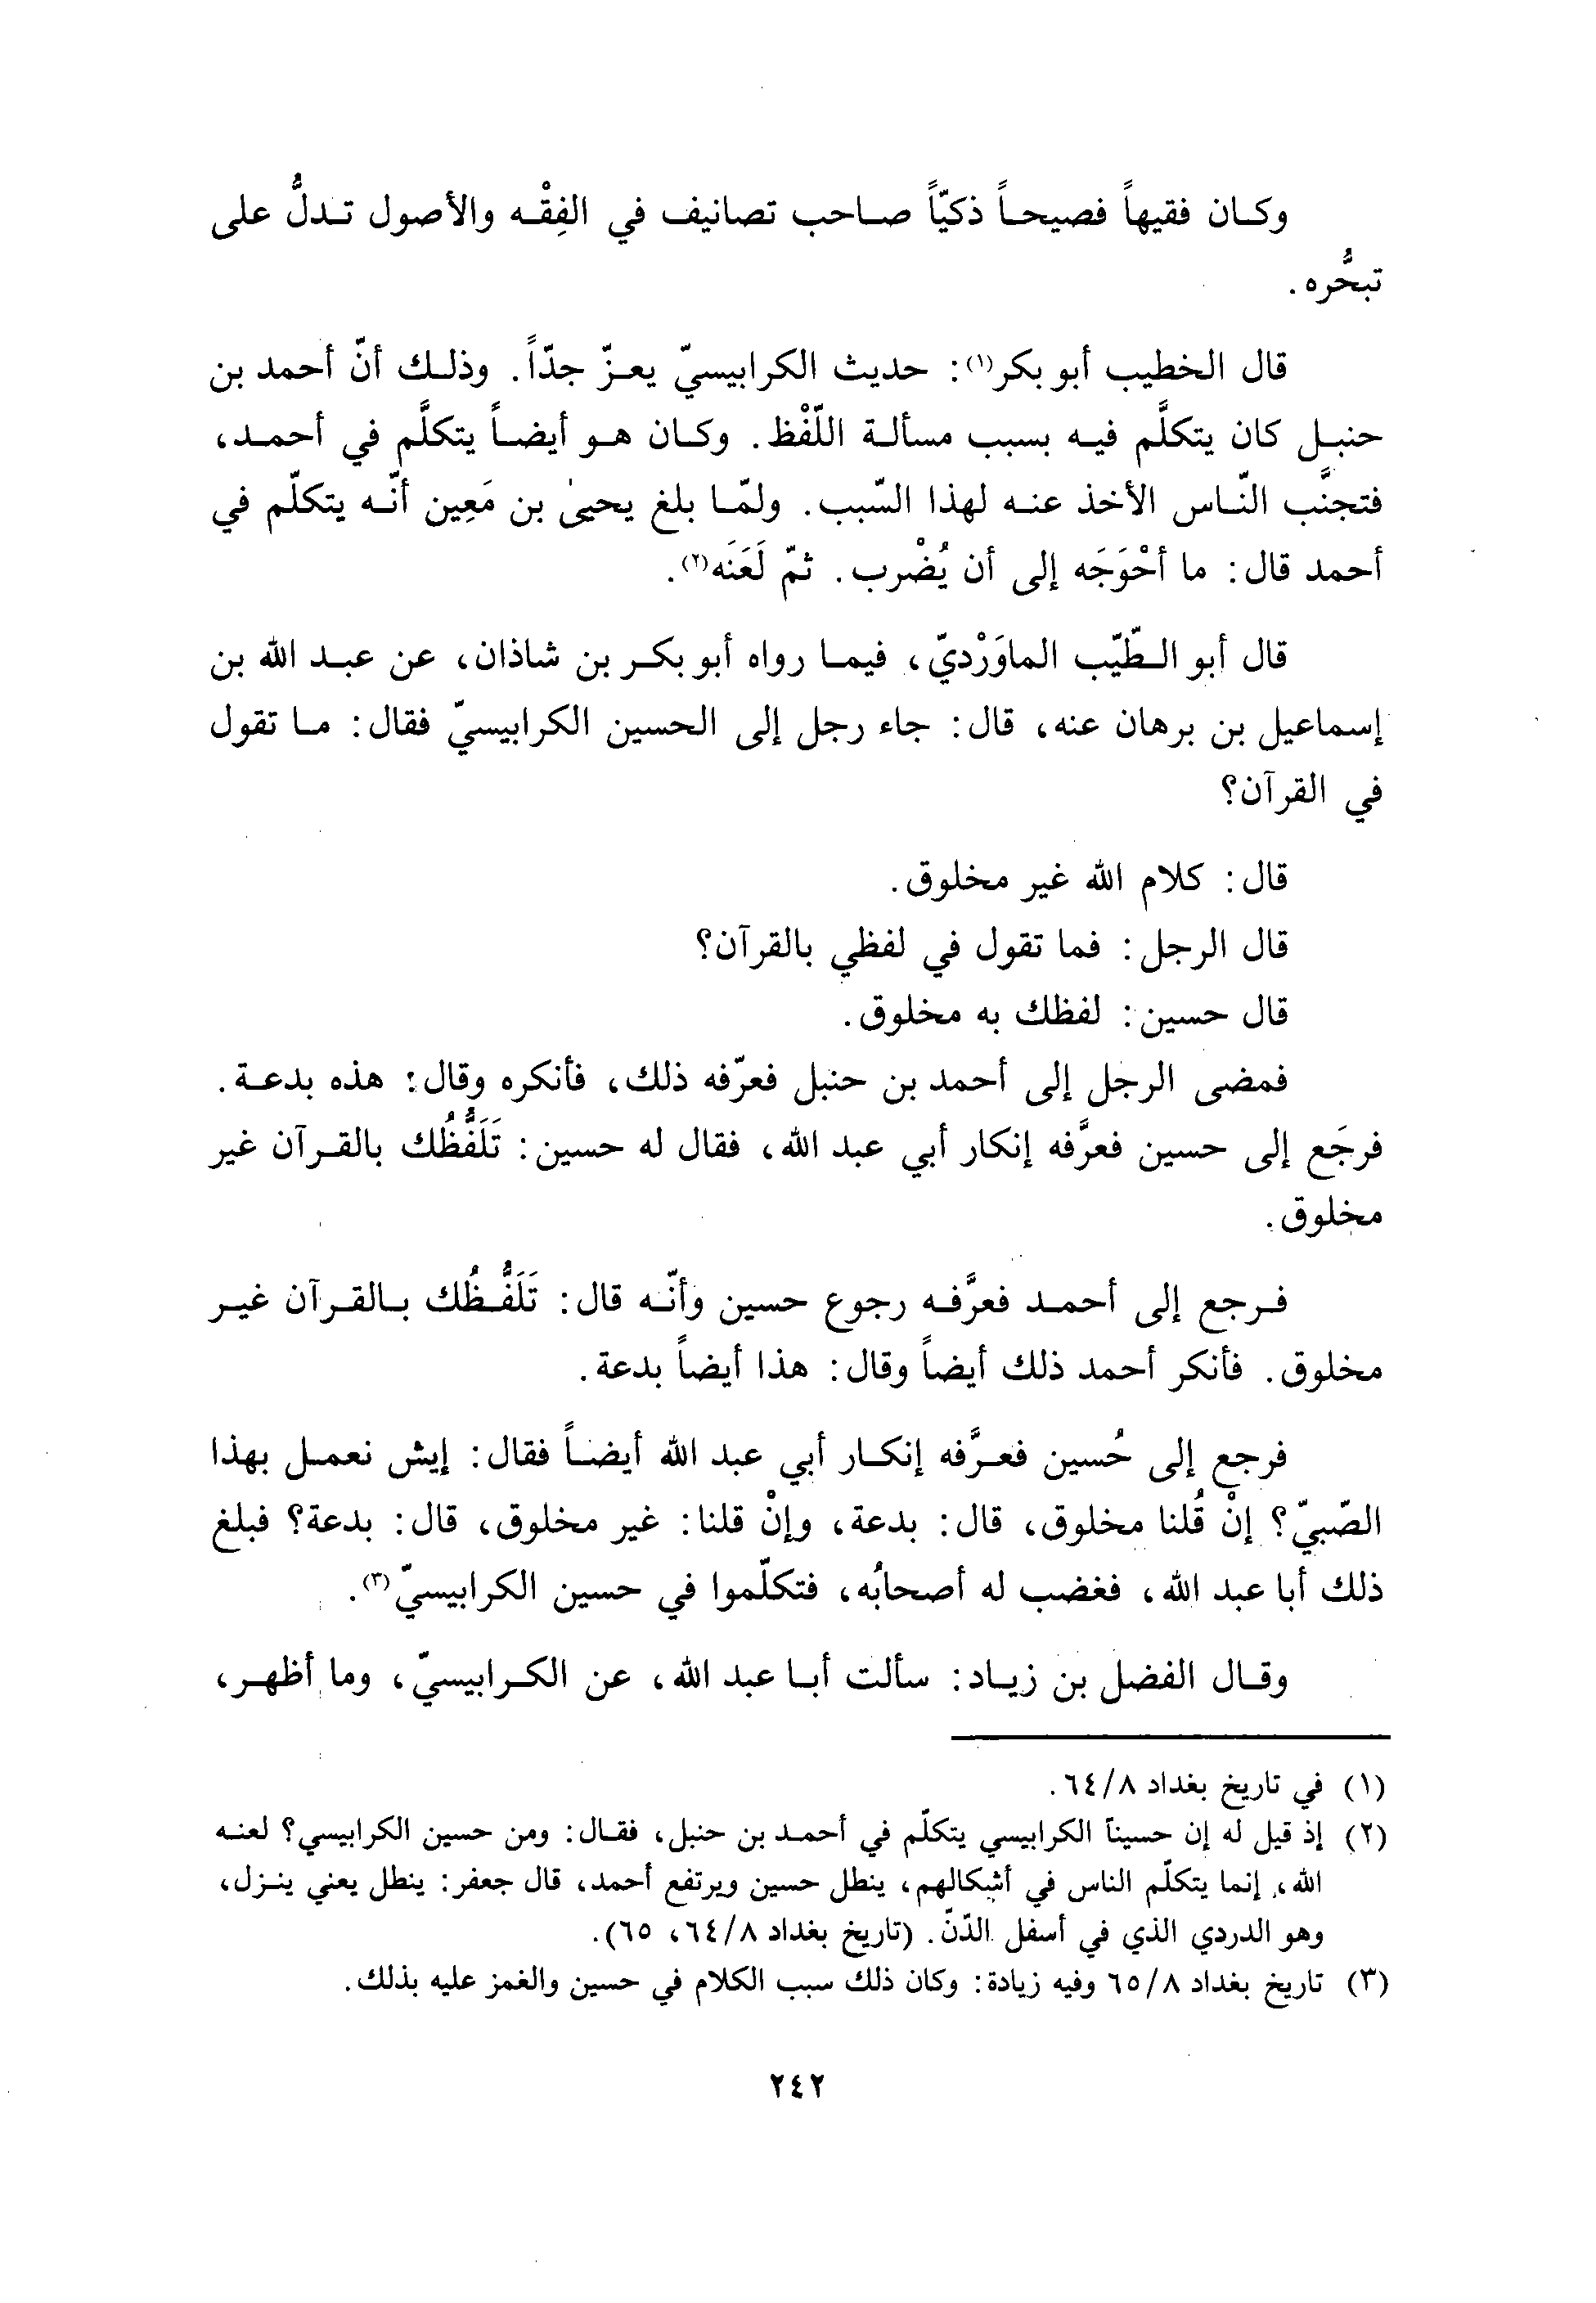 وكان فقيهاً فصيحاً ذكيّاً صاحب تصانيف في الفِقْه والأصول تدلُّ على
تبحُّره.
قال الخطيب أبو بكر(١): حديث الكرابيسيّ يعزّ جدّاً. وذلك أنّ أحمد بن
حنبل كان يتكلَّم فيه بسبب مسألة اللّفْظ. وكان هو أيضاً يتكلَّم في أحمد،
فتجنَّب النّاس الأخذ عنه لهذا السّبب. ولمّا بلغ يحيىٰ بن مَعِين أنّه يتكلّم في
أحمد قال: ما أحْوَجَه إلى أن يُضْرب. ثمّ لَعَنَه(٢).
قال أبو الطّيّب الماوَرْديّ، فيما رواه أبو بكر بن شاذان، عن عبد الله بن
إسماعيل بن برهان عنه، قال: جاء رجل إلى الحسين الكرابيسيّ فقال: ما تقول
في القرآن؟
قال: كلام الله غير مخلوق.
قال الرجل: فما تقول في لفظي بالقرآن؟
قال حسين: لفظك به مخلوق.
فمضى الرجل إلى أحمد بن حنبل فعرّفه ذلك، فأنكره وقال: هذه بدعة.
فرجَع إلى حسين فعرَّفه إنكار أبي عبد الله، فقال له حسين: تَلَفُّظُك بالقرآن غير
مخلوق.
فرجع إلى أحمد فعرَّفه رجوع حسين وأنّه قال: تَلَفُّظُك بالقرآن غير
مخلوق. فأنكر أحمد ذلك أيضاً وقال: هذا أيضاً بدعة.
فرجع إلى حُسين فعرَّفه إنكار أبي عبد الله أيضاً فقال: إيش نعمل بهذا
الصّبيّ؟ إنْ قُلنا مخلوق، قال: بدعة، وإنْ قلنا: غير مخلوق، قال: بدعة؟ فبلغ
ذلك أبا عبد الله، فغضب له أصحابُه، فتكلّموا في حسين الكرابيسيّ(٣).
وقال الفضل بن زياد: سألت أبا عبد الله، عن الكرابيسيّ، وما أظهر،
(١) في تاريخ بغداد ٦٤/٨.
(٢) إذ قيل له إن حسيناً الكرابيسي يتكلّم في أحمد بن حنبل، فقال: ومن حسين الكرابيسي؟ لعنه
الله، إنما يتكلّم الناس في أشكالهم، ينطل حسين ويرتفع أحمد، قال جعفر: ينطل يعني ينزل،
وهو الدردي الذي في أسفل الدّنّ. (تاريخ بغداد ٦٤/٨، ٦٥).
(٣) تاريخ بغداد ٦٥/٨ وفيه زيادة: وكان ذلك سبب الكلام في حسين والغمز عليه بذلك.
٢٤٢